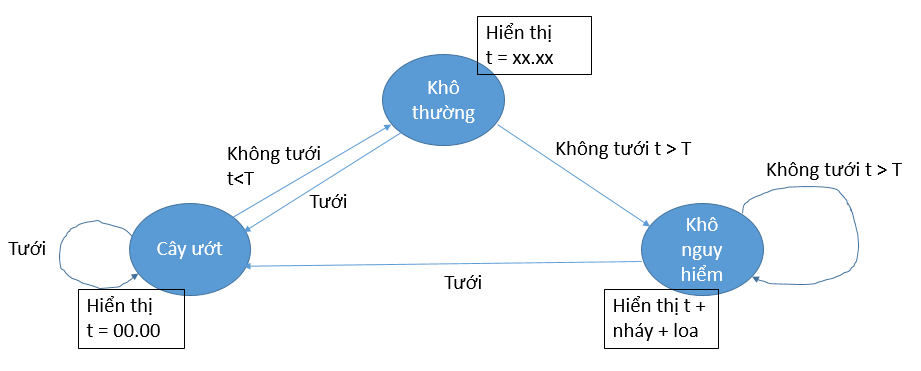 Hiển thị
t = xx.xx
Khô
thường
Không tưới
t<T
Tưới
Không tưới t > T
Không tưới t > T
Tưới
Cây ướt
Khô
nguy
hiểm
Tưới
Hiển thị
t = 00.00
Hiển thị t +
nháy + loa